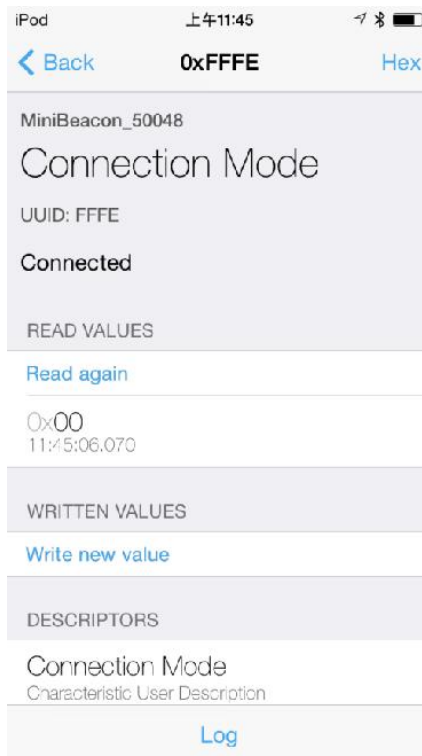 iPod 上午11:45
Back 0xFFFE Hex
MiniBeacon_50048
Connection Mode
UUID: FFFE
Connected
READ VALUES
Read again
0x00
11:45:06.070
WRITTEN VALUES
Write new value
DESCRIPTORS
Connection Mode
Characteristic User Description
Log